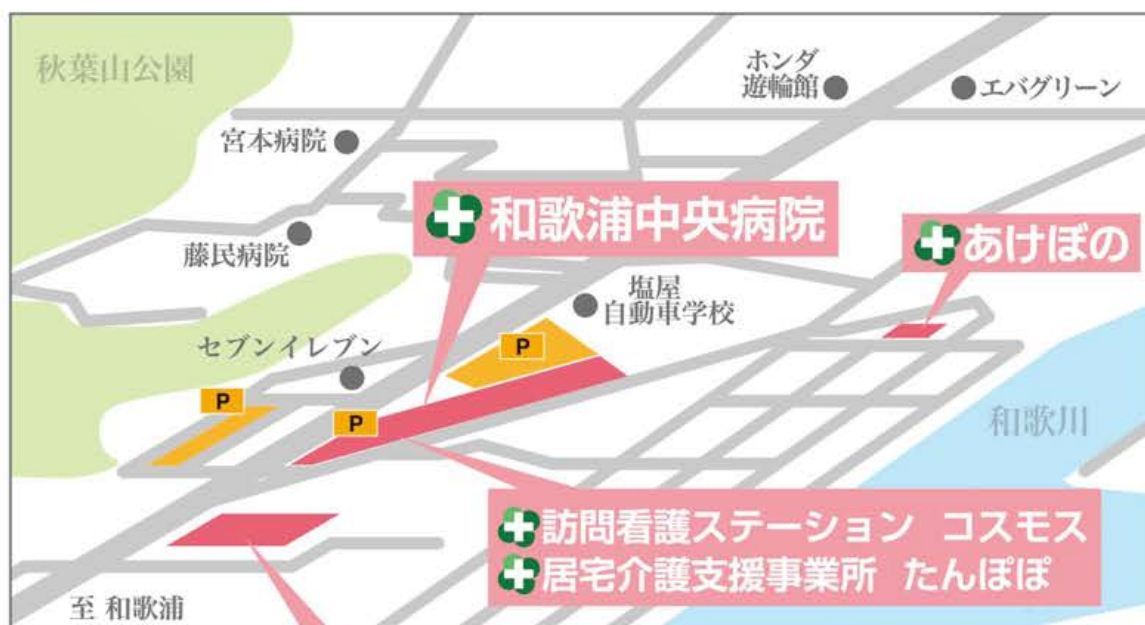 秋葉山公園
ホンダ
遊輪館
エバグリーン
宮本病院
和歌浦中央病院
あけぼの
藤民病院
塩屋
自動車学校
セブンイレブン
P
P
P
和歌川
訪問看護ステーション コスモス
居宅介護支援事業所 たんぽぽ
至 和歌浦